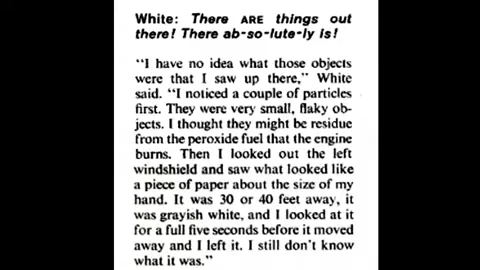 White: There ARE things out
there! There ab-so-lute-ly is!
"I have no idea what those objects
were that I saw up there," White
said. "I noticed a couple of particles
first. They were very small, flaky ob-
jects. I thought they might be residue
from the peroxide fuel that the engine
burns. Then I looked out the left
windshield and saw what looked like
a piece of paper about the size of my
hand. It was 30 or 40 feet away, it
was grayish white, and I looked at it
for a full five seconds before it moved
away and I left it. I still don't know
what it was."